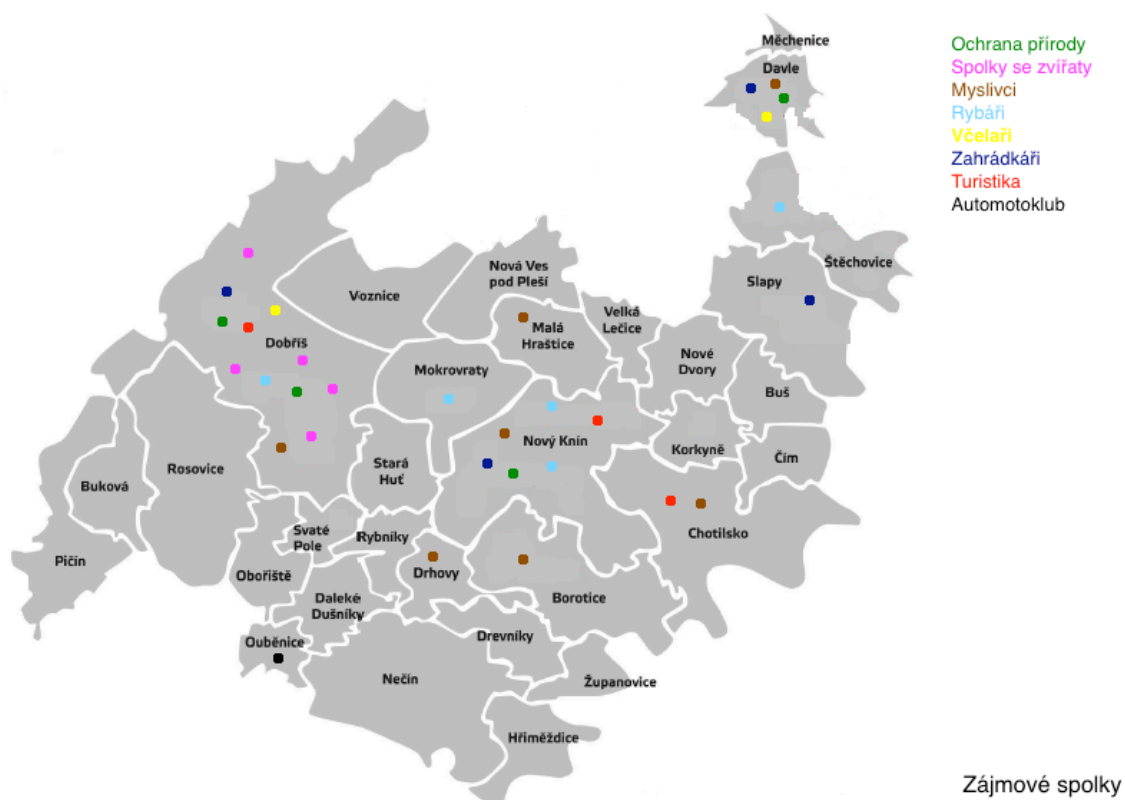 Měchenice
Davle
Ochrana přírody
Spolky se zvířaty
Myslivci
Rybáři
Včelaři
Zahrádkáři
Turistika
Automotoklub
Štěchovice
Slapy
Nová Ves
pod Pleší
Voznice
Velká
Lečice
Malá
Hraštice
Dobříš
Mokrovraty
Nové
Dvory
Buš
Nový Knín
Korkyně
Čím
Rosovice
Stará
Huť
Buková
Chotilsko
Svaté
Pole
Rybníky
Pičín
Obořiště
Drhovy
Daleké
Dušníky
Borotice
Drevníky
Ouběnice
Nečín
Županovice
Hřiměždice
Zájmové spolky